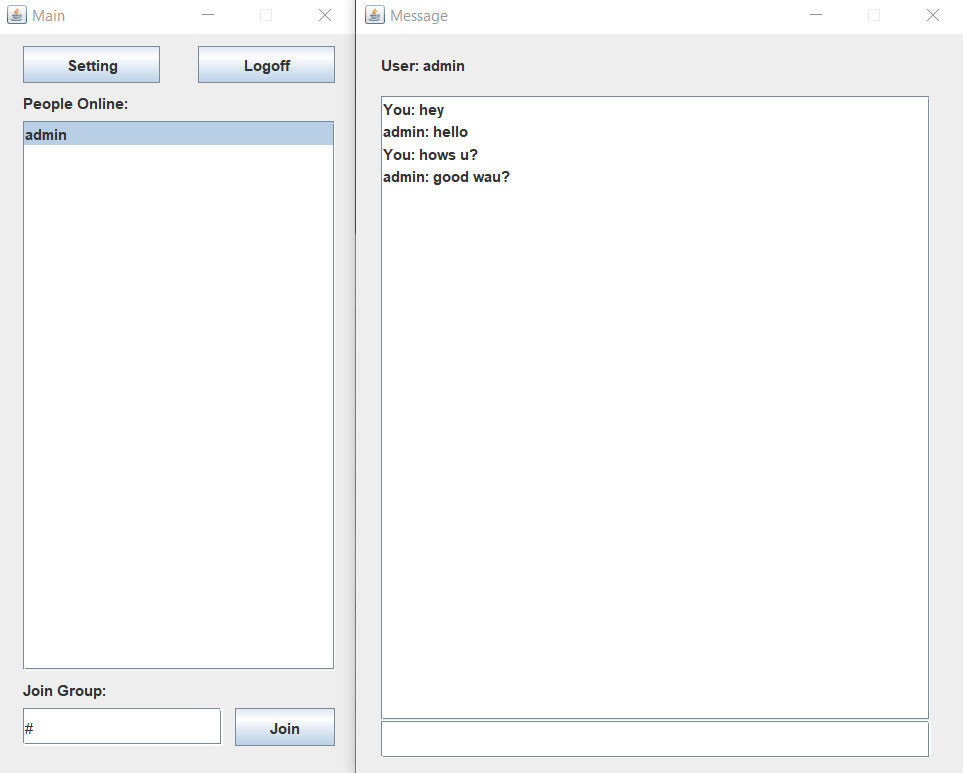 Main
Setting
Logoff
People Online:
admin
Join Group:
#
Join
Message
User: admin
You: hey
admin: hello
You: hows u?
admin: good wau?